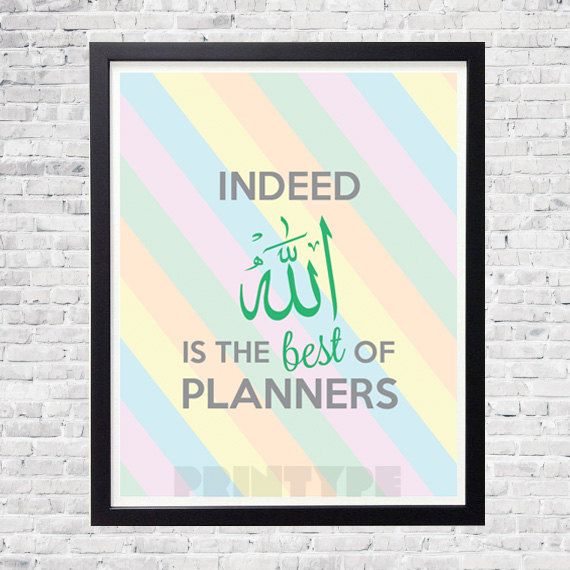 INDEED
الله
IS THE best OF
PLANNERS
PRINTYPE